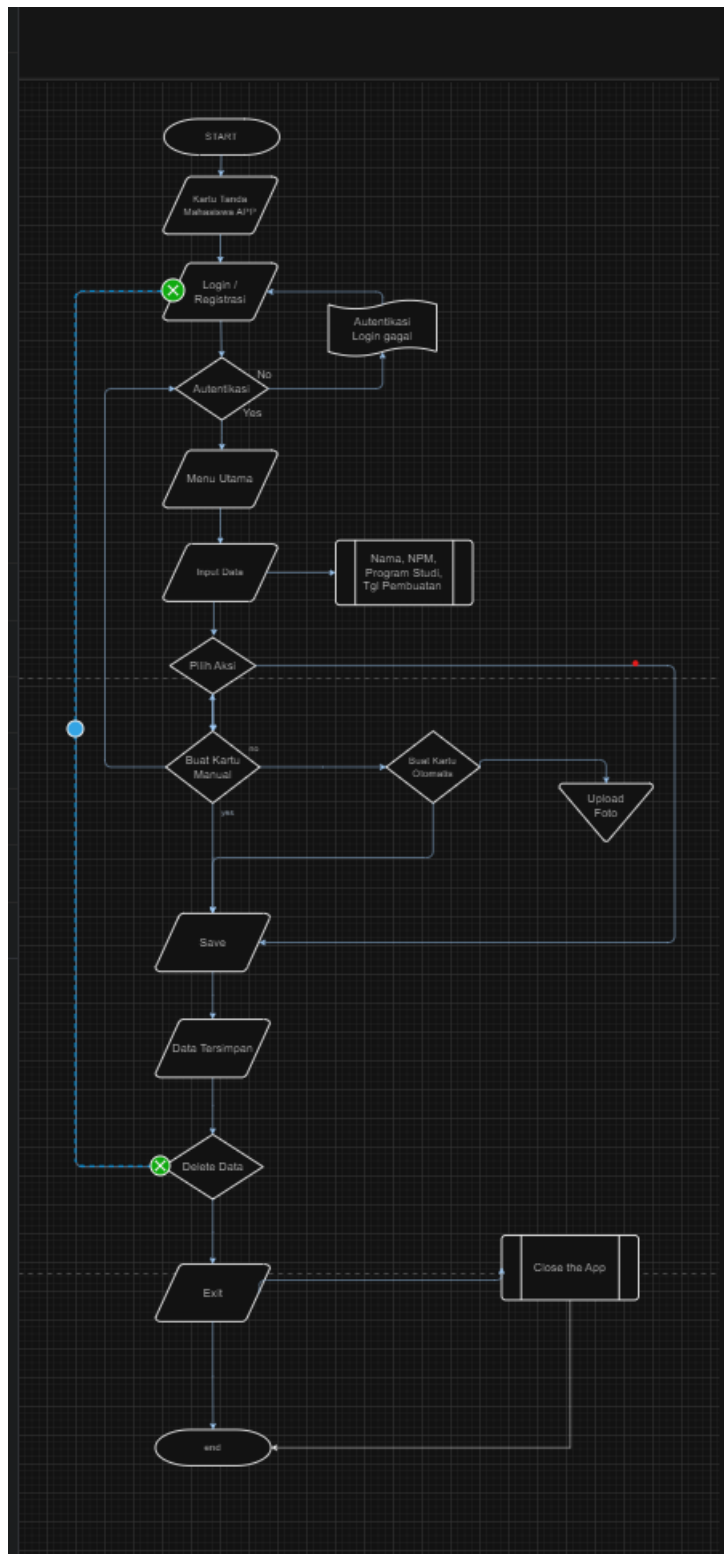 START
Kartu Tanda
Mahasiswa APP
Login /
Registrasi
Autentikasi
Login gagal
No
Autentikasi
Yes
Menu Utama
Input Data
Nama, NPM,
Program Studi,
Tgl Pembuatan
Pilih Aksi
no
Buat Kartu
Manual
Buat Kartu
Otomatis
Upload
Foto
yes
Save
Data Tersimpan
Delete Data
Close the App
Exit
end